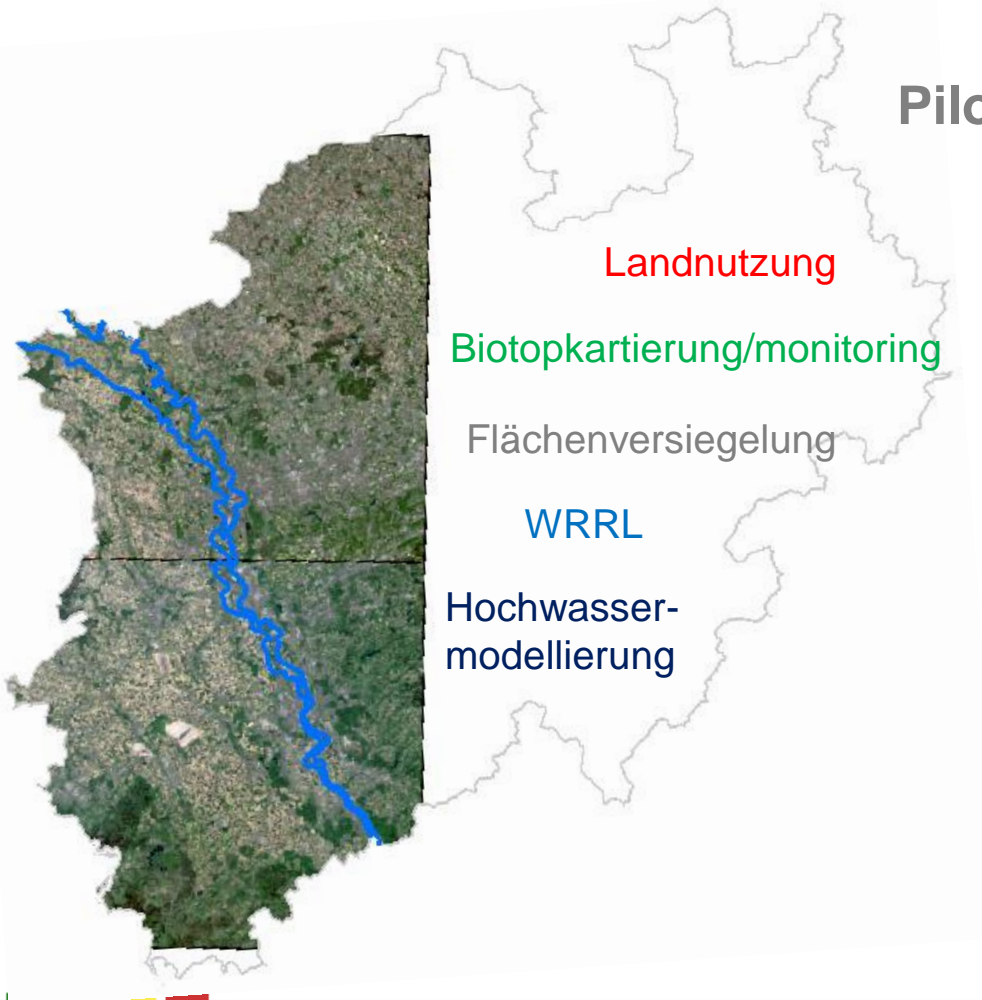 Landnutzung
Biotopkartierung/monitoring
Flächenversiegelung
WRRL
Hochwasser-
modellierung